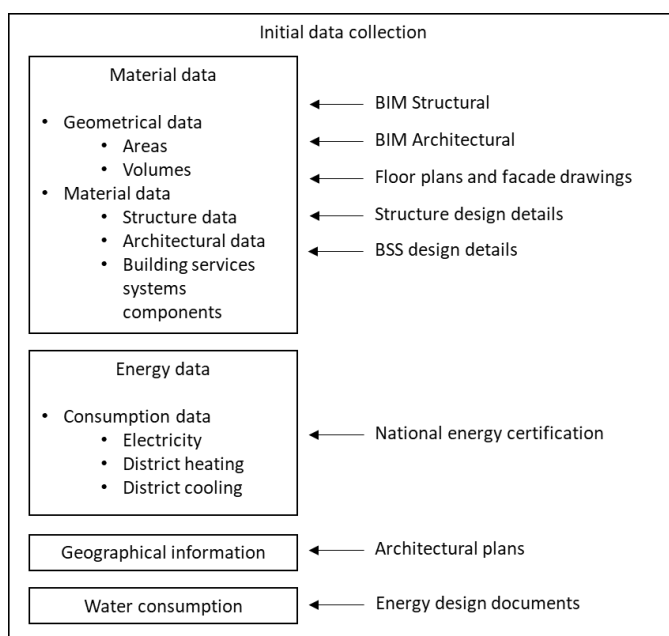 Initial data collection
Material data
• Geometrical data
• Areas
• Volumes
• Material data
• Structure data
• Architectural data
• Building services
systems
components
BIM Structural
BIM Architectural
Floor plans and facade drawings
Structure design details
BSS design details
Energy data
• Consumption data
• Electricity
• District heating
• District cooling
National energy certification
Geographical information
Architectural plans
Water consumption
Energy design documents